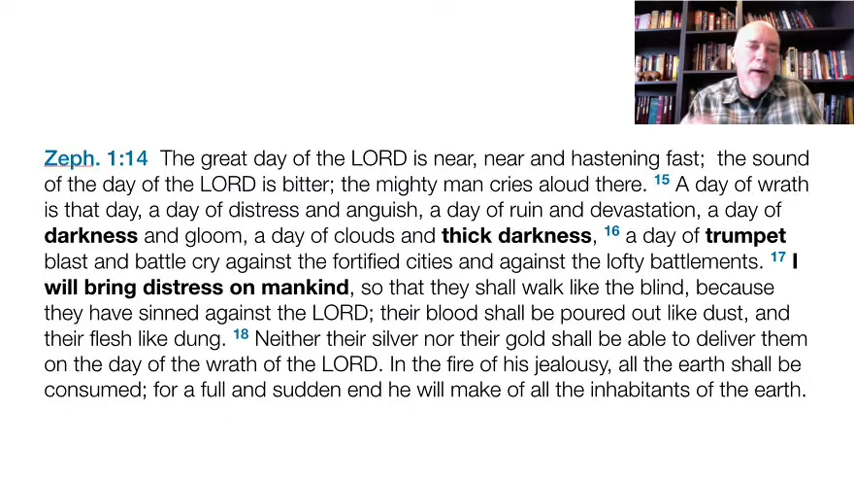 Zeph. 1:14 The great day of the LORD is near, near and hastening fast; the sound
of the day of the LORD is bitter; the mighty man cries aloud there. 15 A day of wrath
is that day, a day of distress and anguish, a day of ruin and devastation, a day of
darkness and gloom, a day of clouds and thick darkness, 16 a day of trumpet
blast and battle cry against the fortified cities and against the lofty battlements. 17 I
will bring distress on mankind, so that they shall walk like the blind, because
they have sinned against the LORD; their blood shall be poured out like dust, and
their flesh like dung. 18 Neither their silver nor their gold shall be able to deliver them
on the day of the wrath of the LORD. In the fire of his jealousy, all the earth shall be
consumed; for a full and sudden end he will make of all the inhabitants of the earth.